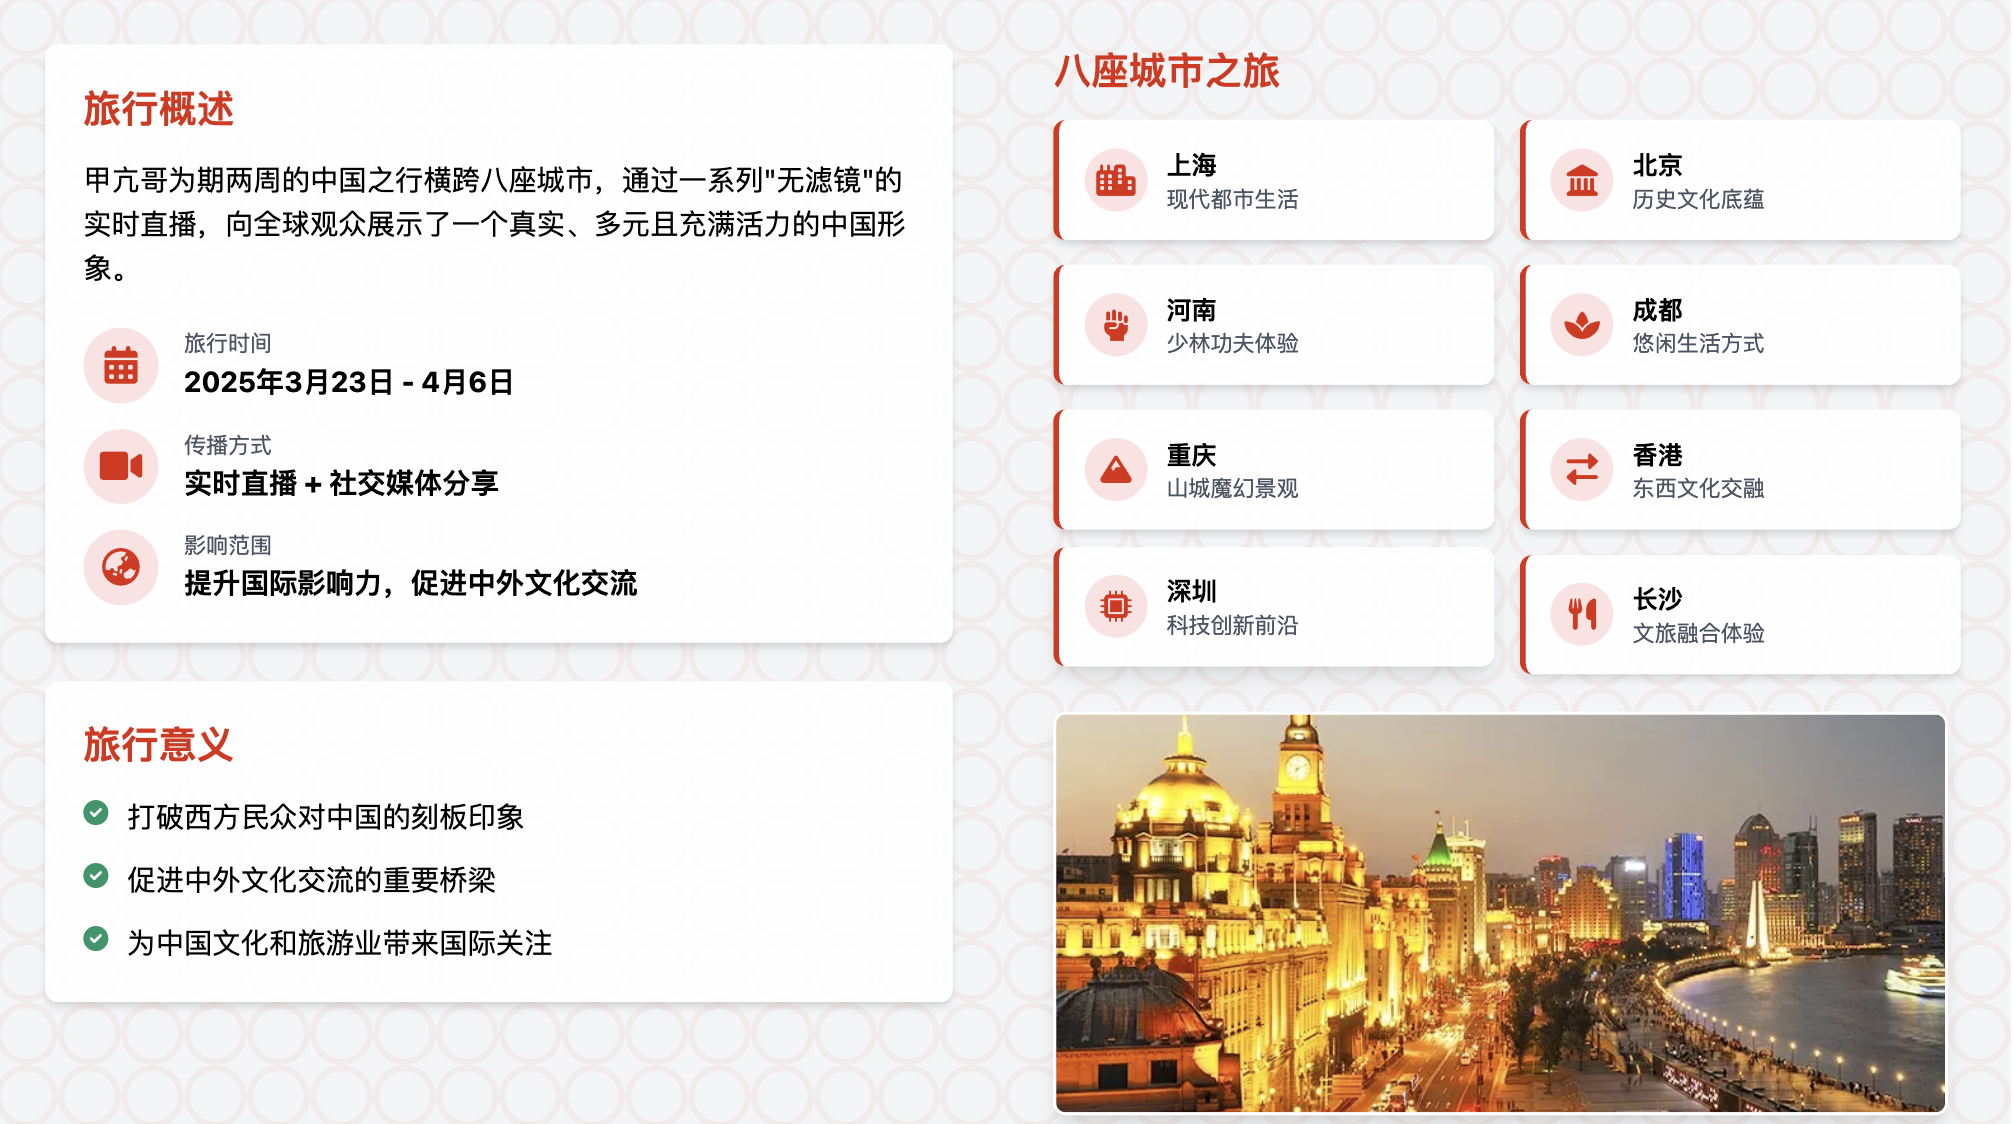 旅行概述
甲亢哥为期两周的中国之行横跨八座城市，通过一系列"无滤镜"的
实时直播，向全球观众展示了一个真实、多元且充满活力的中国形
象。
旅行时间
2025年3月23日 - 4月6日
传播方式
实时直播 + 社交媒体分享
影响范围
提升国际影响力，促进中外文化交流
旅行意义
打破西方民众对中国的刻板印象
促进中外文化交流的重要桥梁
为中国文化和旅游业带来国际关注
八座城市之旅
上海
现代都市生活
北京
历史文化底蕴
河南
少林功夫体验
成都
悠闲生活方式
重庆
山城魔幻景观
香港
东西文化交融
深圳
科技创新前沿
长沙
文旅融合体验